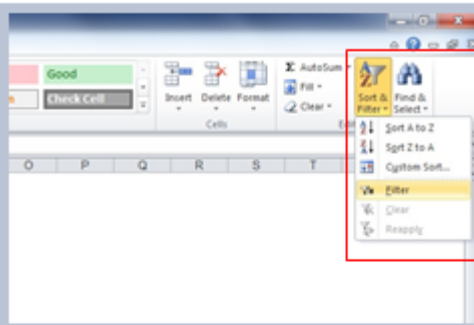 Good
Check Cell
Insert Delete Format
Cells
Σ AutoSum
Fill
Clear
Sort & Filter
Find & Select
Sort A to Z
Sort Z to A
Custom Sort...
Filter
Clear
Reapply
O P Q R S T